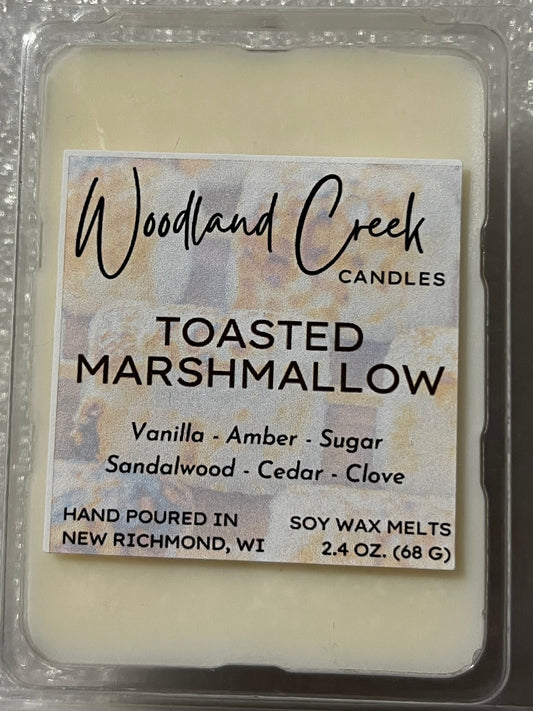 Woodland Creek
CANDLES
TOASTED
MARSHMALLOW
Vanilla - Amber - Sugar
Sandalwood - Cedar - Clove
HAND POURED IN
NEW RICHMOND, WI
SOY WAX MELTS
2.4 OZ. (68 G)